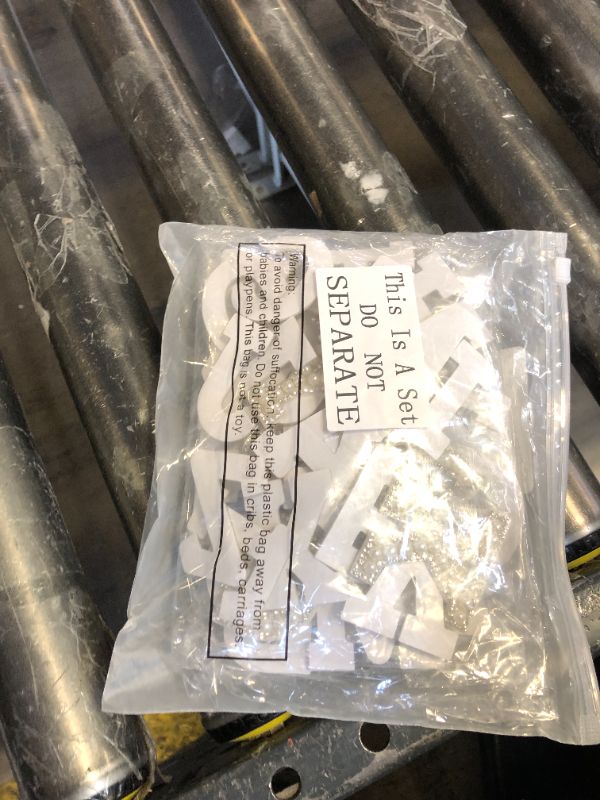 This Is A Set
DO NOT
SEPARATE
Warning:
To avoid danger of suffocation, keep this plastic bag away from
babies and children. Do not use this bag in cribs, beds, carriages
or playpens. This bag is not a toy.